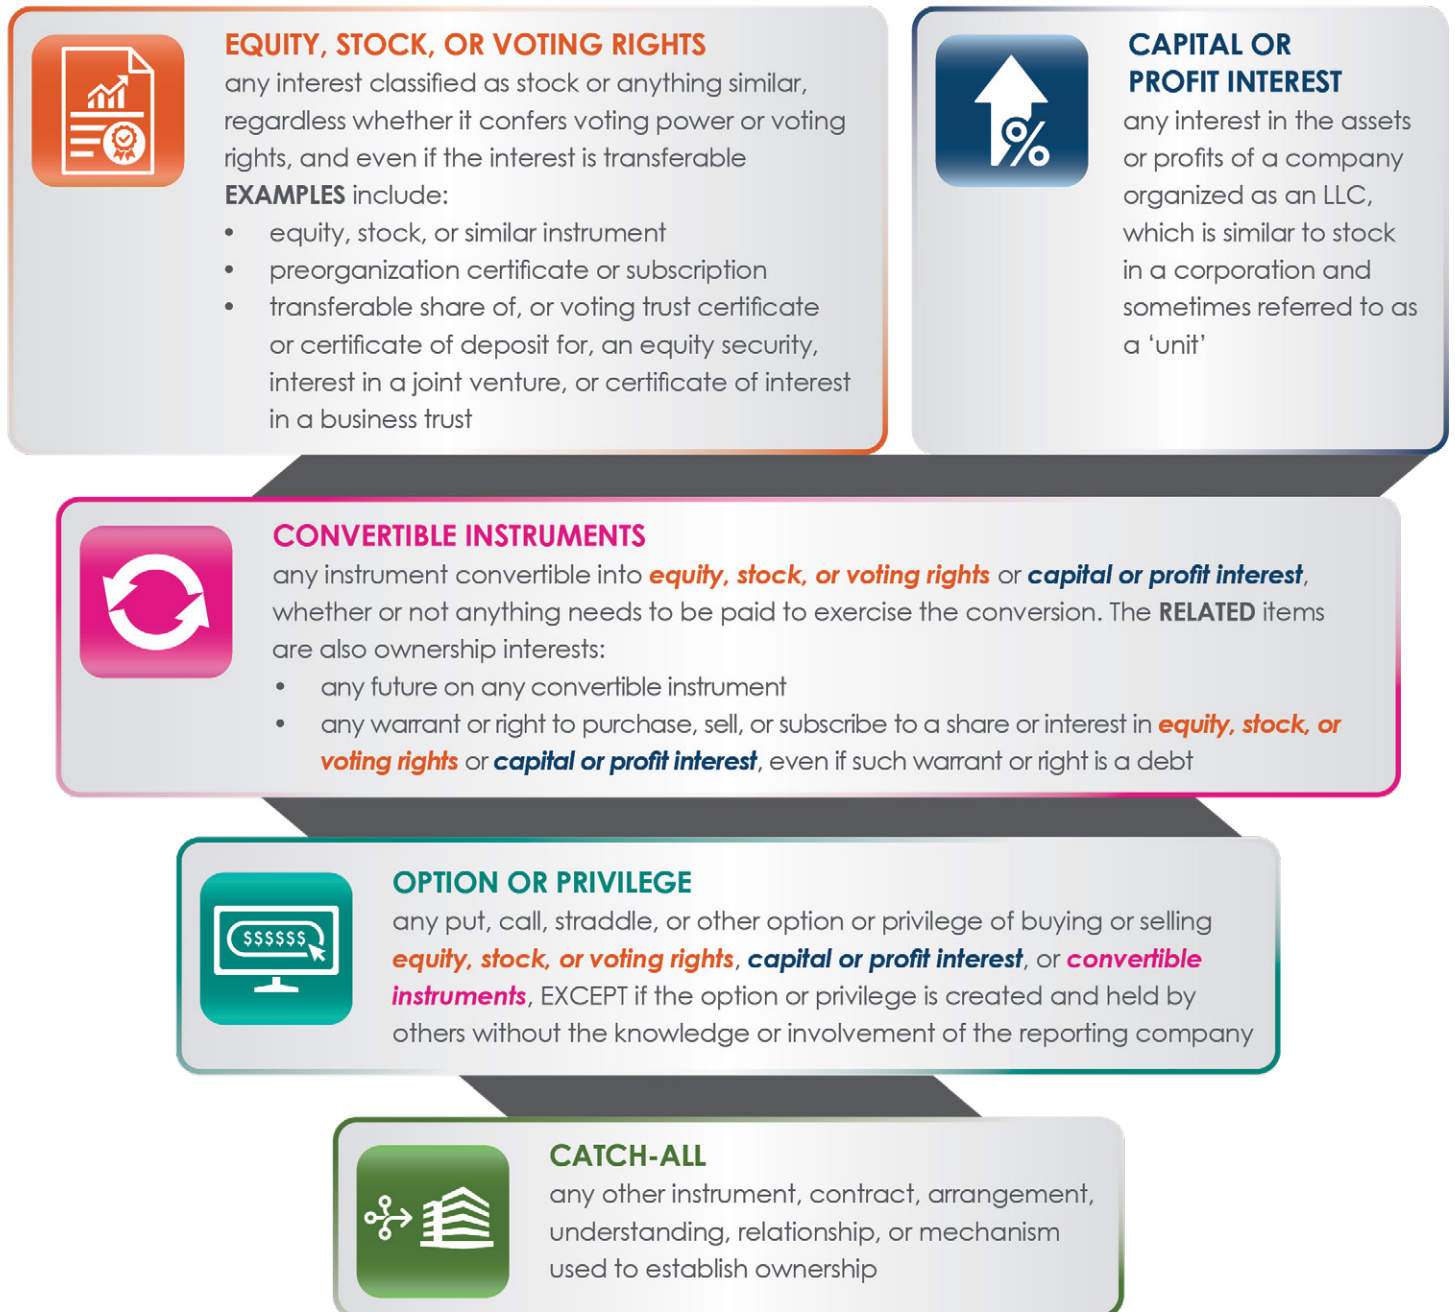 EQUITY, STOCK, OR VOTING RIGHTS
any interest classified as stock or anything similar,
regardless whether it confers voting power or voting
rights, and even if the interest is transferable
EXAMPLES include:
• equity, stock, or similar instrument
• preorganization certificate or subscription
• transferable share of, or voting trust certificate
or certificate of deposit for, an equity security,
interest in a joint venture, or certificate of interest
in a business trust
%
CAPITAL OR
PROFIT INTEREST
any interest in the assets
or profits of a company
organized as an LLC,
which is similar to stock
in a corporation and
sometimes referred to as
a ‘unit’
CONVERTIBLE INSTRUMENTS
any instrument convertible into equity, stock, or voting rights or capital or profit interest,
whether or not anything needs to be paid to exercise the conversion. The RELATED items
are also ownership interests:
• any future on any convertible instrument
• any warrant or right to purchase, sell, or subscribe to a share or interest in equity, stock, or
voting rights or capital or profit interest, even if such warrant or right is a debt
$$$$$$
OPTION OR PRIVILEGE
any put, call, straddle, or other option or privilege of buying or selling
equity, stock, or voting rights, capital or profit interest, or convertible
instruments, EXCEPT if the option or privilege is created and held by
others without the knowledge or involvement of the reporting company
CATCH-ALL
any other instrument, contract, arrangement,
understanding, relationship, or mechanism
used to establish ownership